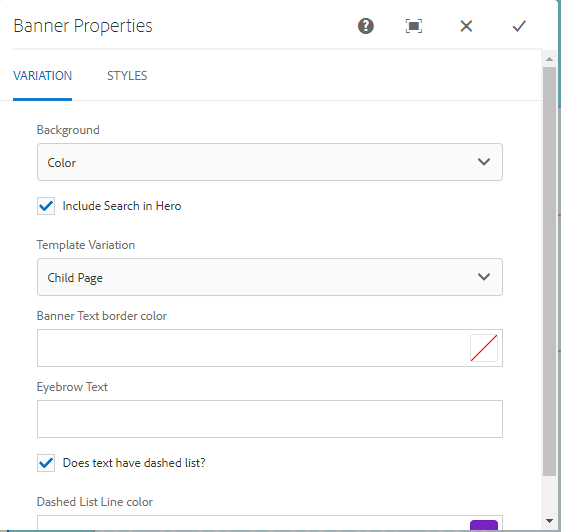 Banner Properties
VARIATION STYLES
Background
Color
Include Search in Hero
Template Variation
Child Page
Banner Text border color
Eyebrow Text
Does text have dashed list?
Dashed List Line color